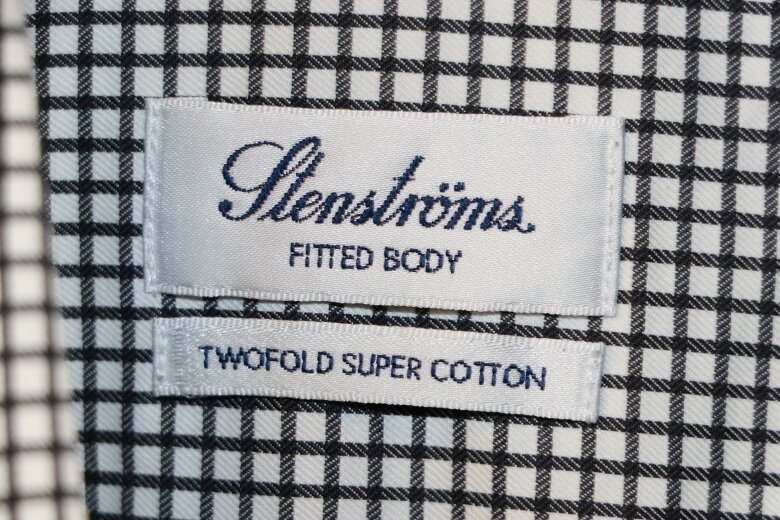 Stenströms
FITTED BODY
TWOFOLD SUPER COTTON